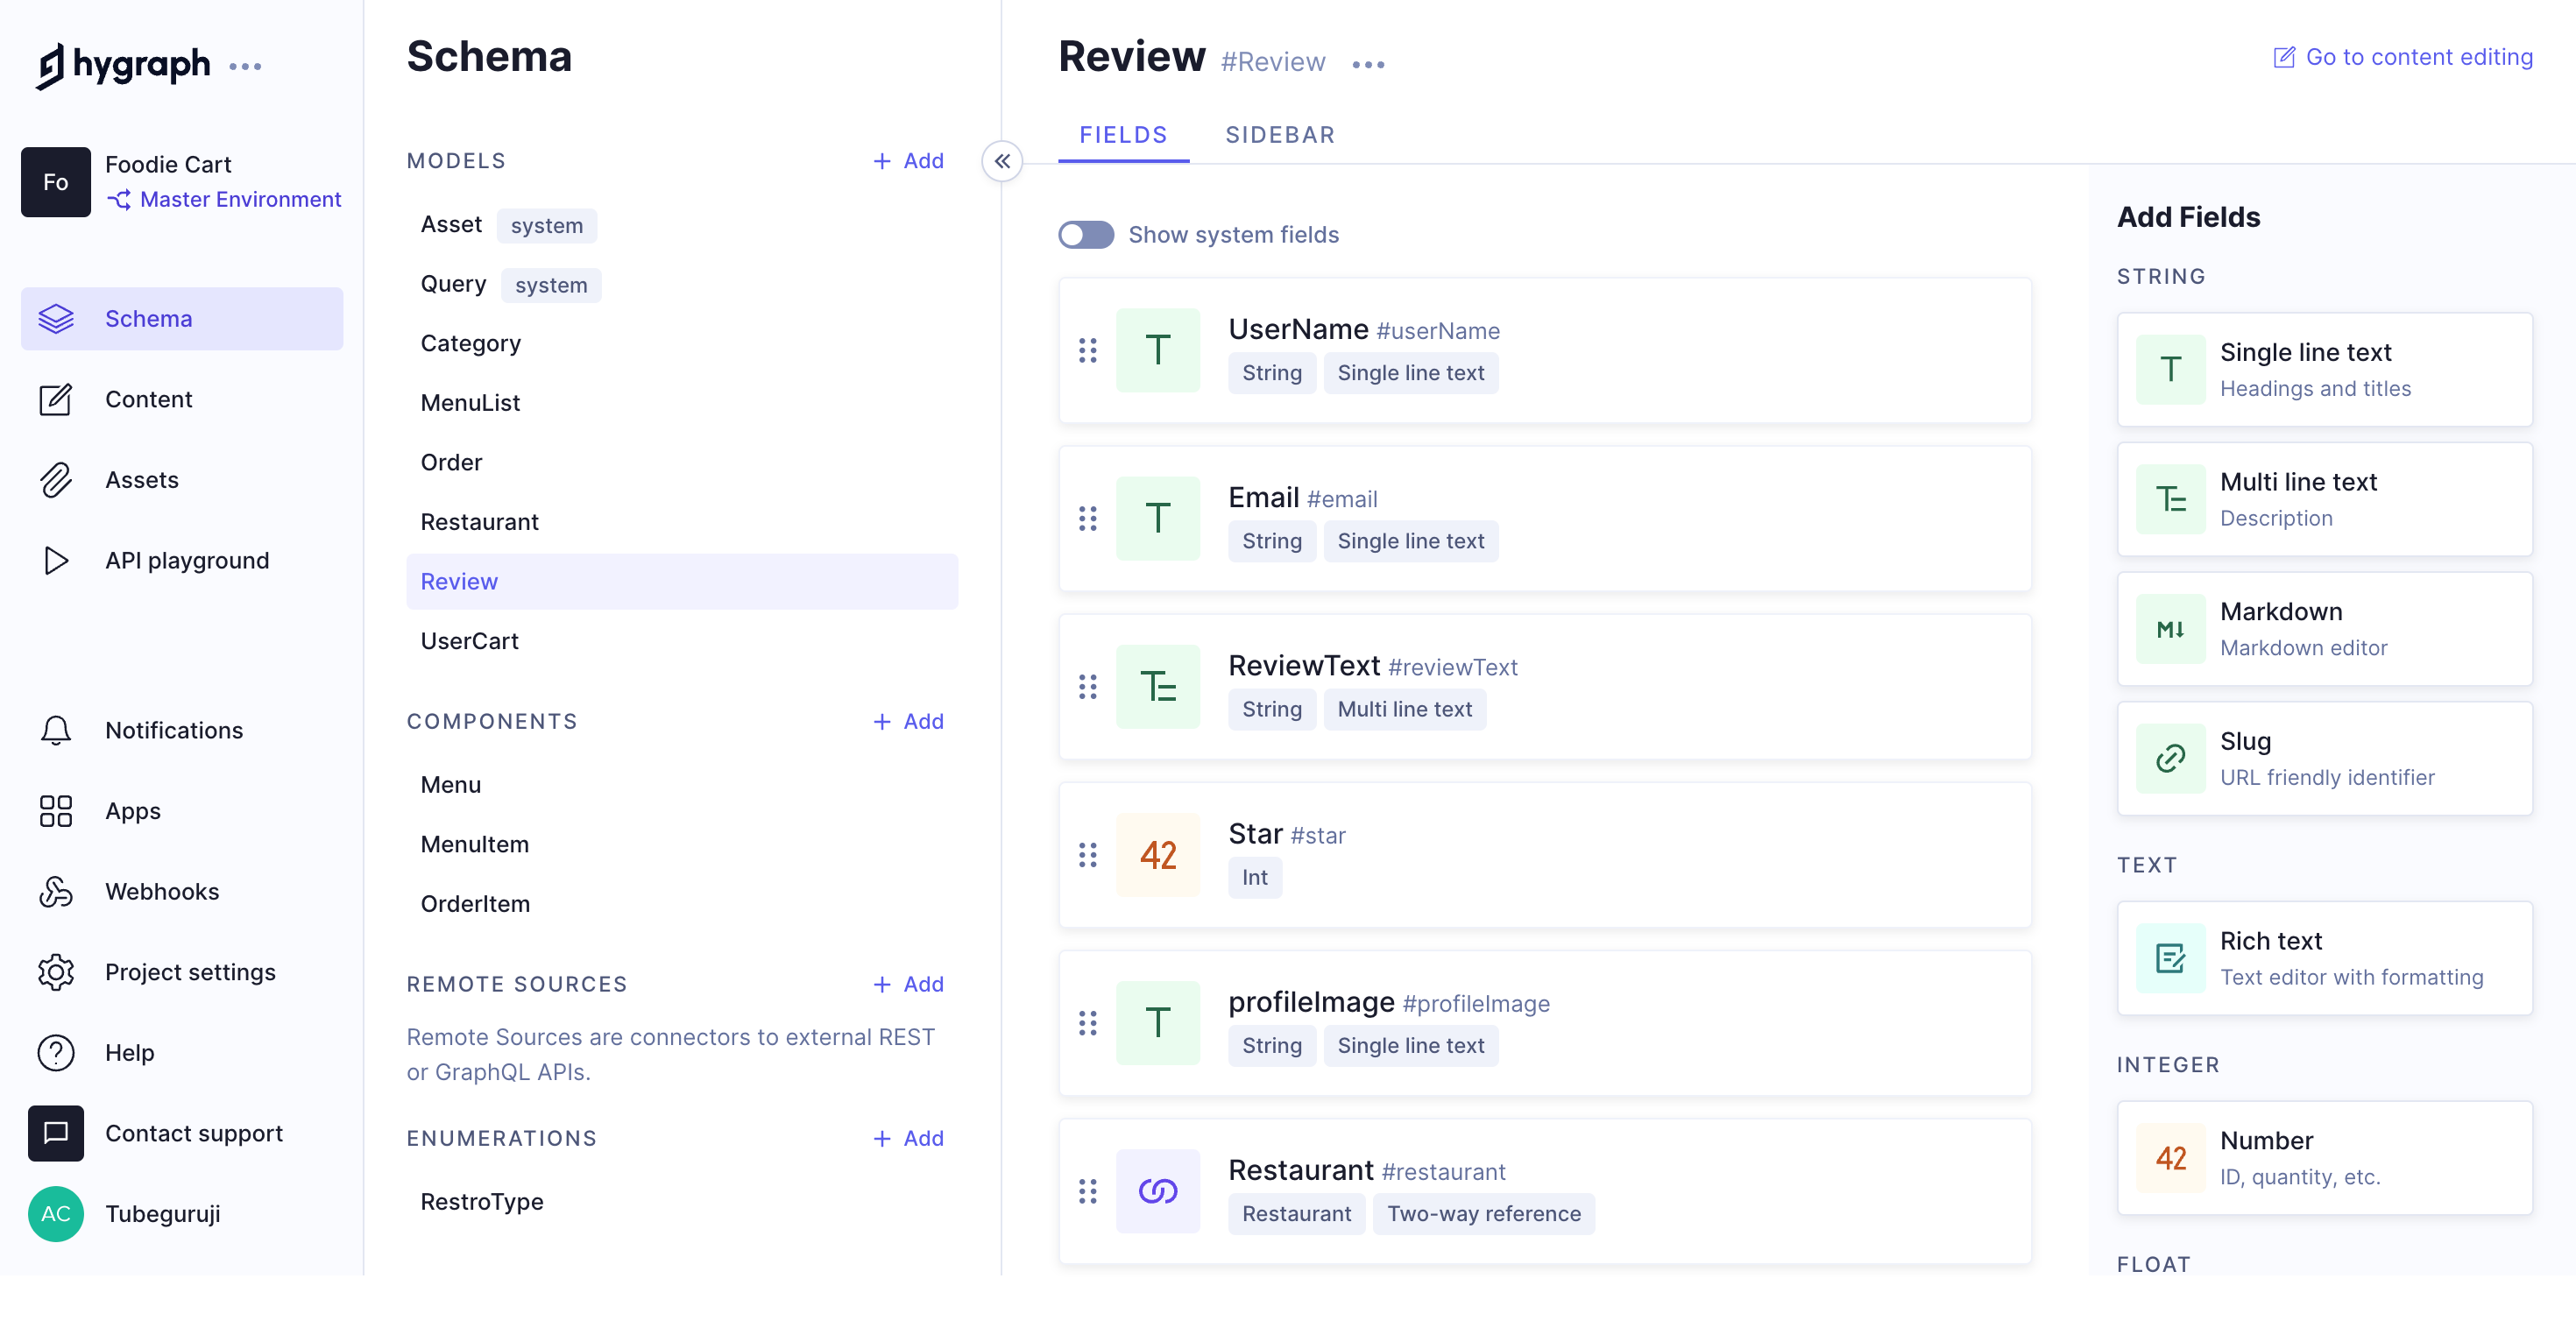 hygraph
Fo
Foodie Cart
Master Environment
Schema
Content
Assets
API playground
Notifications
Apps
Webhooks
Project settings
Help
Contact support
AC
Tubeguruji
Schema
MODELS
+ Add
Asset system
Query system
Category
MenuList
Order
Restaurant
Review
UserCart
COMPONENTS
+ Add
Menu
MenuItem
OrderItem
REMOTE SOURCES
+ Add
Remote Sources are connectors to external REST
or GraphQL APIs.
ENUMERATIONS
+ Add
RestroType
Review #Review
Go to content editing
FIELDS SIDEBAR
Show system fields
T
UserName #userName
String Single line text
T
Email #email
String Single line text
T
ReviewText #reviewText
String Multi line text
42
Star #star
Int
T
profileImage #profileImage
String Single line text
Restaurant #restaurant
Restaurant Two-way reference
Add Fields
STRING
T
Single line text
Headings and titles
T
Multi line text
Description
M↓
Markdown
Markdown editor
Slug
URL friendly identifier
TEXT
Rich text
Text editor with formatting
INTEGER
42
Number
ID, quantity, etc.
FLOAT